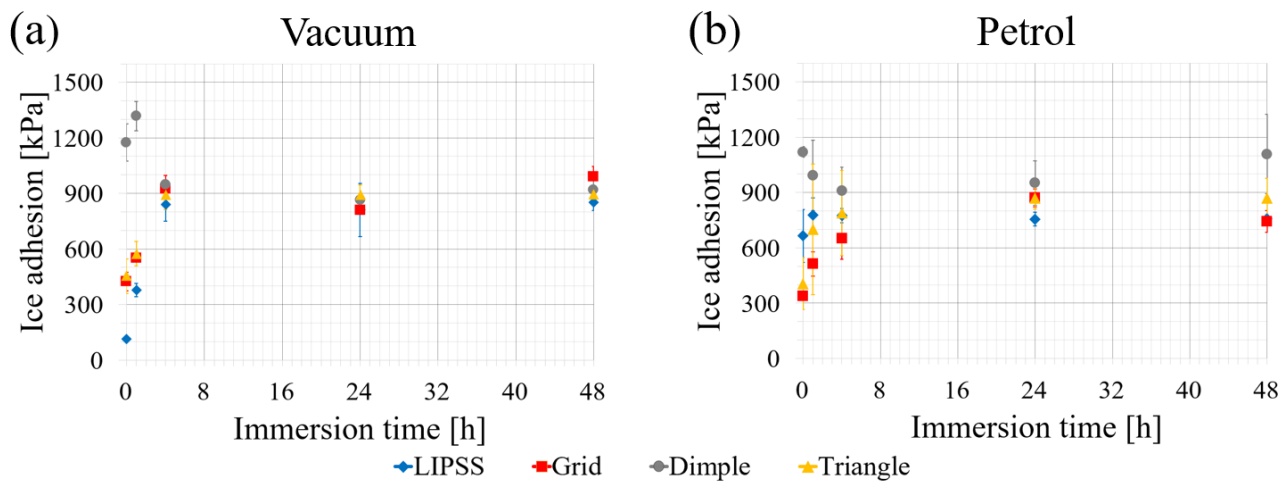 (a) Vacuum
Ice adhesion [kPa]
1500
1200
900
600
300
0
0 8 16 24 32 40 48
Immersion time [h]
(b) Petrol
Ice adhesion [kPa]
1500
1200
900
600
300
0
0 8 16 24 32 40 48
Immersion time [h]
LIPSS Grid Dimple Triangle